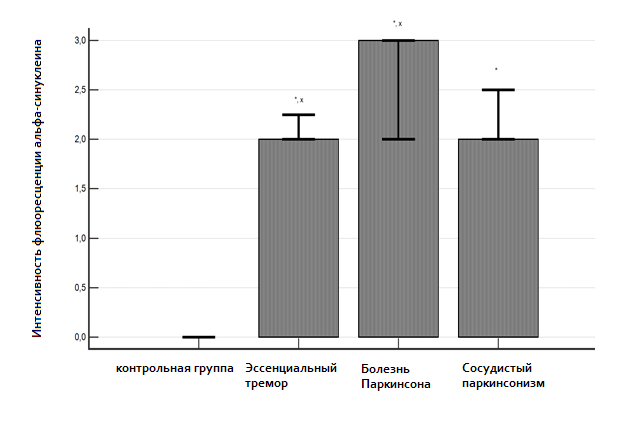 Интенсивность флюоресценции альфа-синуклеина
*, x
3,0
*
2,5
*, x
2,0
1,5
1,0
0,5
0,0
контрольная группа
Эссенциальный
тремор
Болезнь
Паркинсона
Сосудистый
паркинсонизм